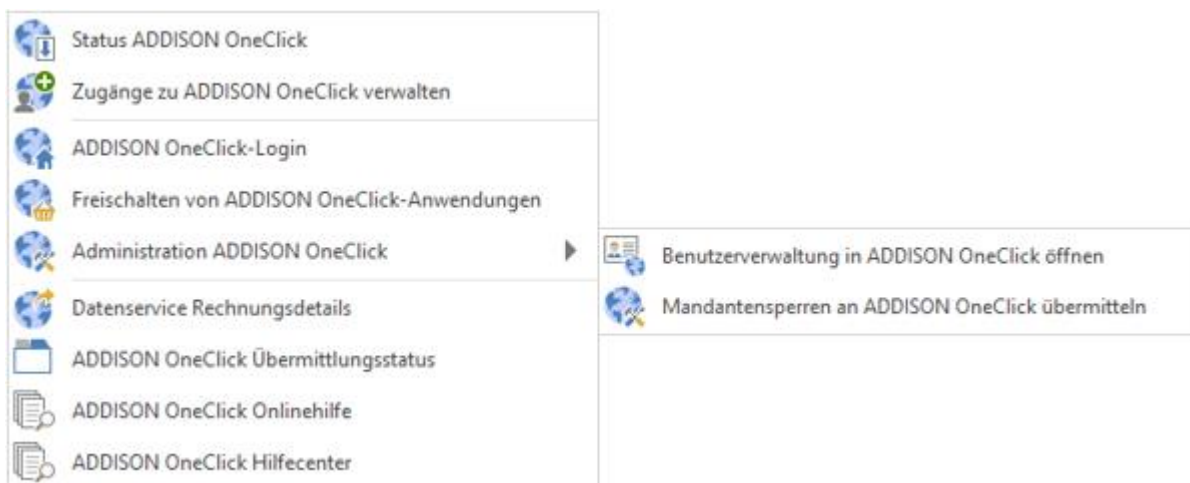 Status ADDISON OneClick
Zugänge zu ADDISON OneClick verwalten
ADDISON OneClick-Login
Freischalten von ADDISON OneClick-Anwendungen
Administration ADDISON OneClick
Benutzerverwaltung in ADDISON OneClick öffnen
Mandantensperren an ADDISON OneClick übermitteln
Datenservice Rechnungsdetails
ADDISON OneClick Übermittlungsstatus
ADDISON OneClick Onlinehilfe
ADDISON OneClick Hilfecenter